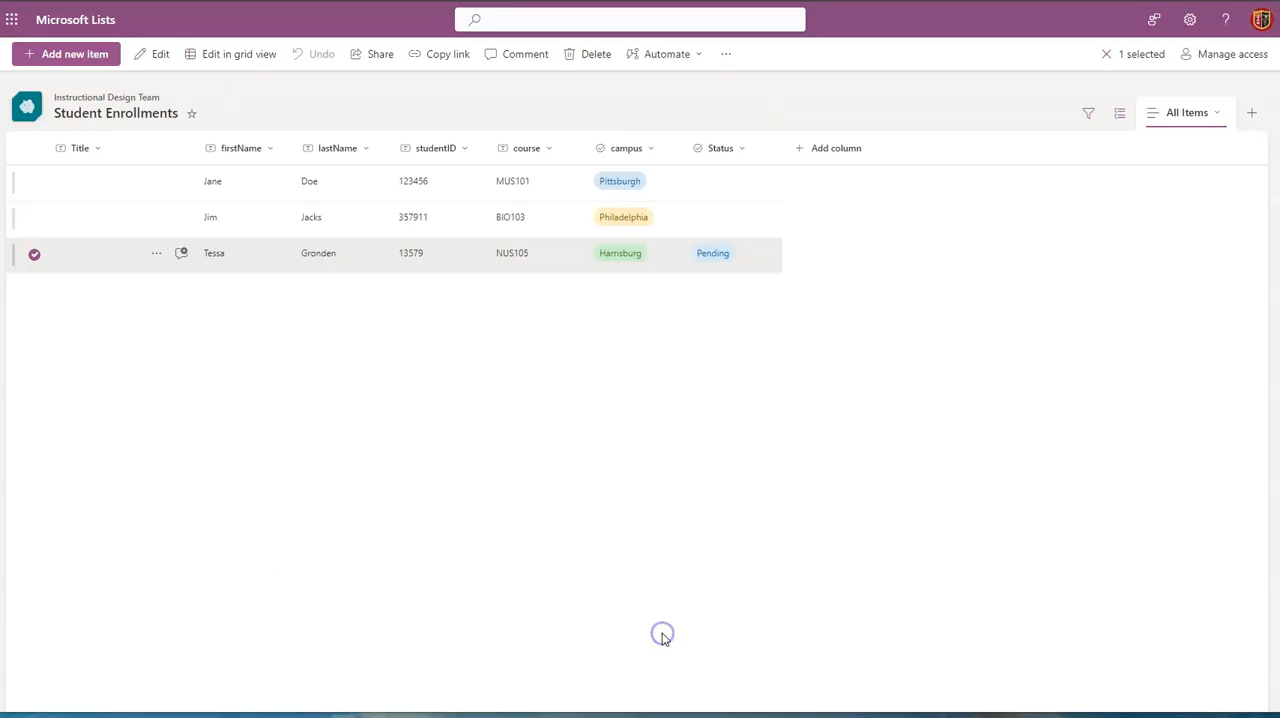 Microsoft Lists
Add new item Edit Edit in grid view Undo Share Copy link Comment Delete Automate 1 selected Manage access
Instructional Design Team
Student Enrollments
All Items
Title firstName lastName studentID course campus Status Add column
Jane Doe 123456 MUS101 Pittsburgh
Jim Jacks 357911 BIO103 Philadelphia
Tessa Gronden 13579 NUS105 Harrisburg Pending